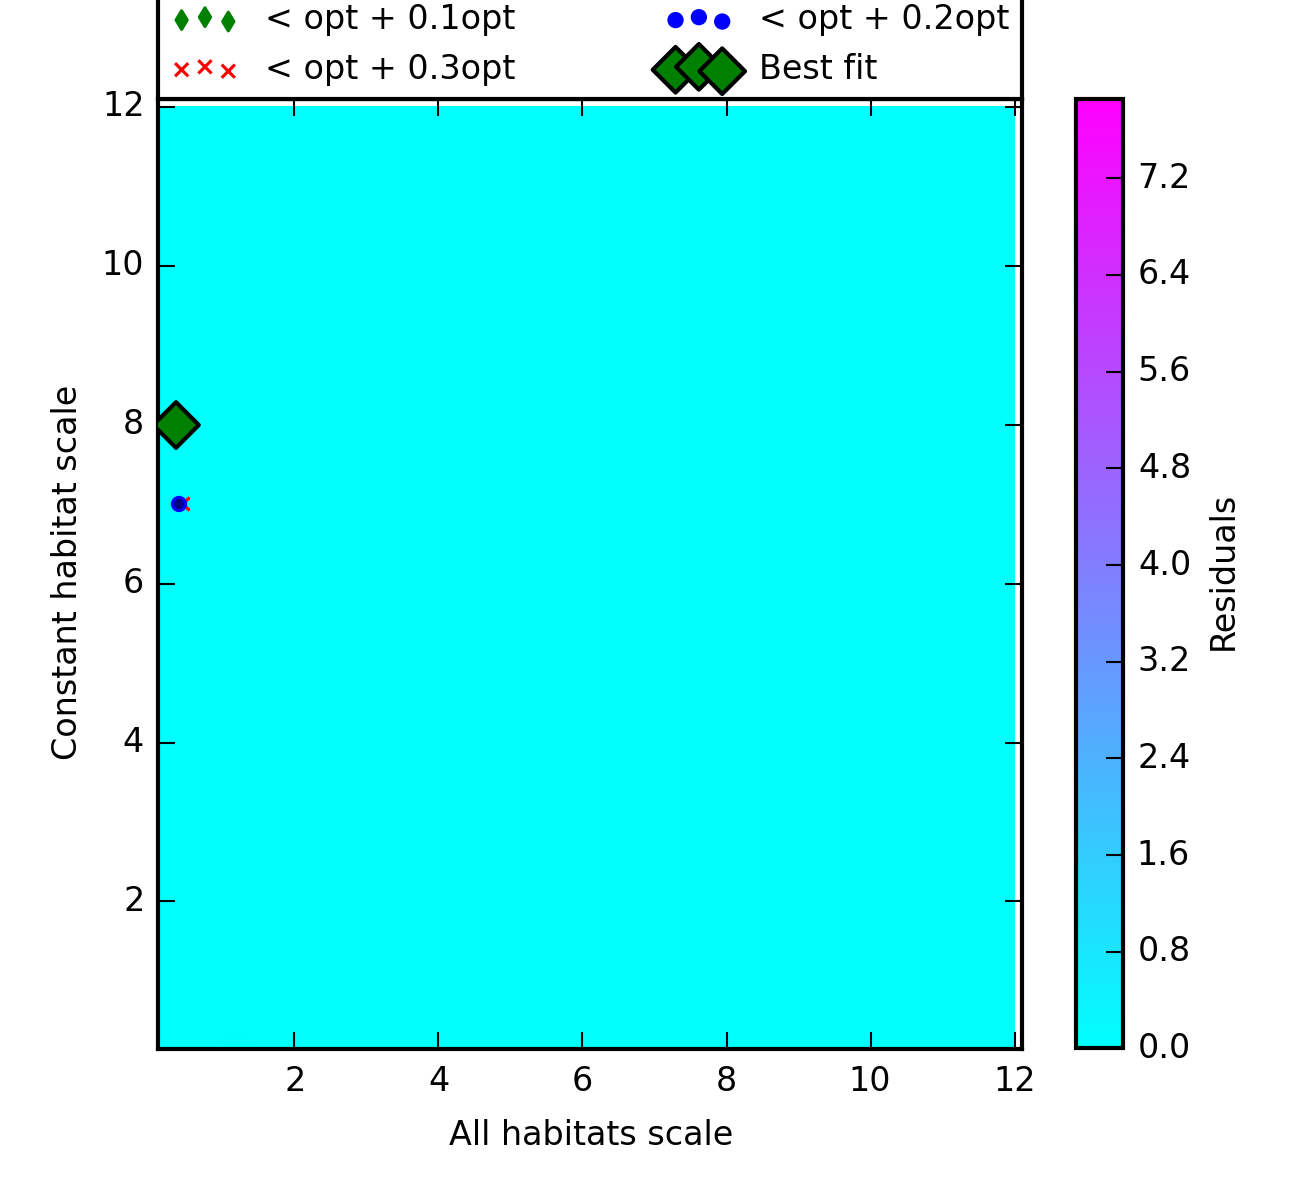 < opt + 0.1opt
< opt + 0.2opt
< opt + 0.3opt
Best fit
12
10
8
6
4
2
Constant habitat scale
2 4 6 8 10 12
All habitats scale
7.2
6.4
5.6
4.8
4.0
3.2
2.4
1.6
0.8
0.0
Residuals